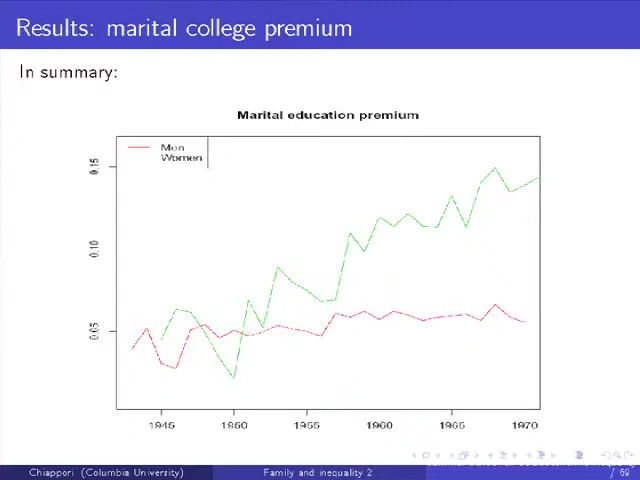 Results: marital college premium
In summary:
Marital education premium
Men
Women
0.15
0.10
0.05
1945 1950 1955 1960 1965 1970
Chiappori (Columbia University) Family and inequality 2 / 69